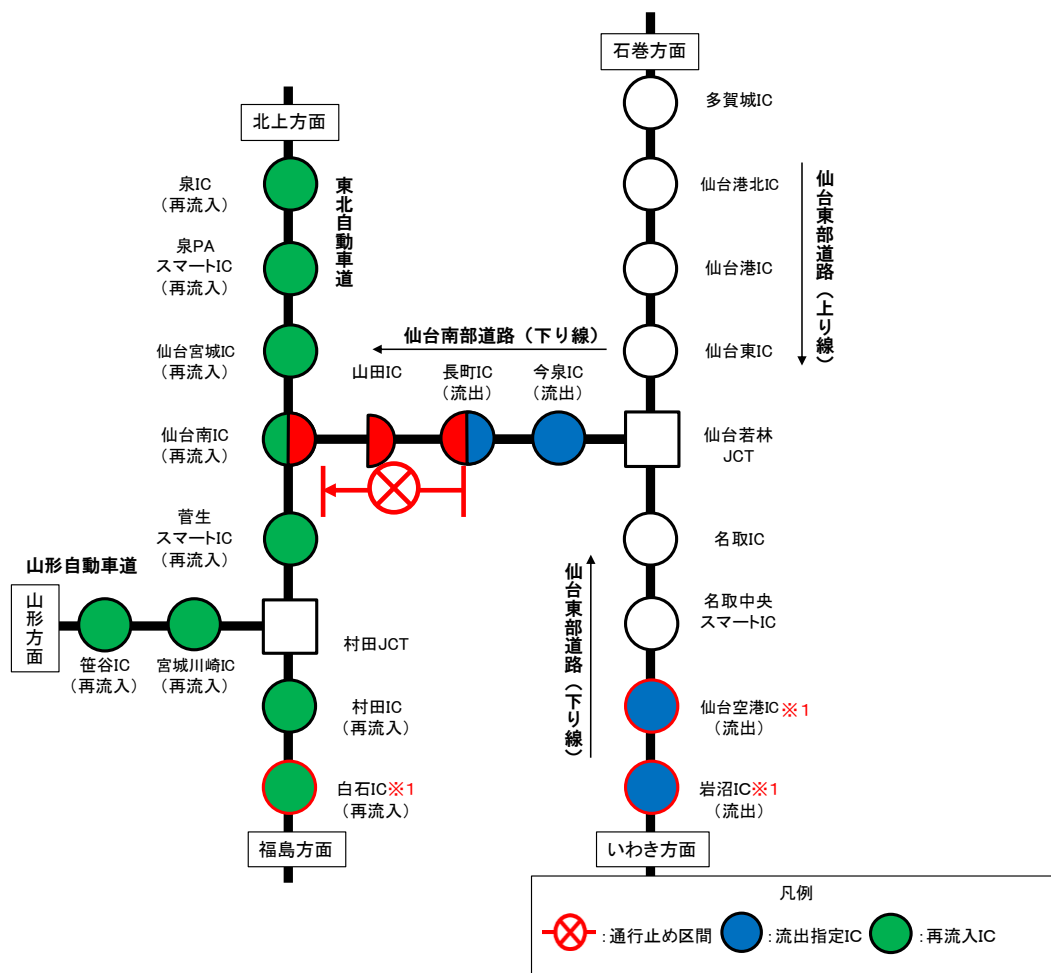 石巻方面
多賀城IC
北上方面
泉IC
(再流入)
東北自動車道
仙台港北IC
仙台東部道路(上り線)
泉PA
スマートIC
(再流入)
仙台港IC
仙台宮城IC
(再流入)
仙台南部道路(下り線)
仙台東IC
山田IC
長町IC
(流出)
今泉IC
(流出)
仙台南IC
(再流入)
仙台若林
JCT
菅生
スマートIC
(再流入)
名取IC
山形自動車道
山形方面
笹谷IC
(再流入)
宮城川崎IC
(再流入)
村田JCT
仙台東部道路(下り線)
名取中央
スマートIC
村田IC
(再流入)
仙台空港IC※1
(流出)
白石IC※1
(再流入)
岩沼IC※1
(流出)
福島方面
いわき方面
凡例
:通行止め区間
:流出指定IC
:再流入IC